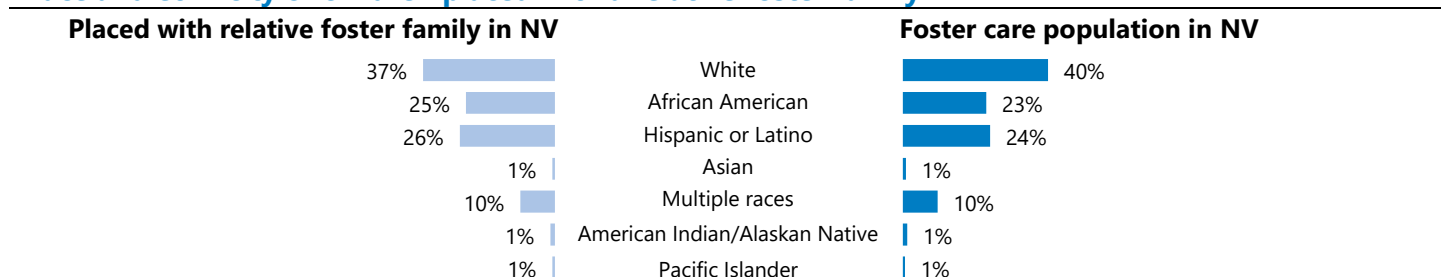 Placed with relative foster family in NV Foster care population in NV
37% White 40%
25% African American 23%
26% Hispanic or Latino 24%
1% Asian 1%
10% Multiple races 10%
1% American Indian/Alaskan Native 1%
1% Pacific Islander 1%